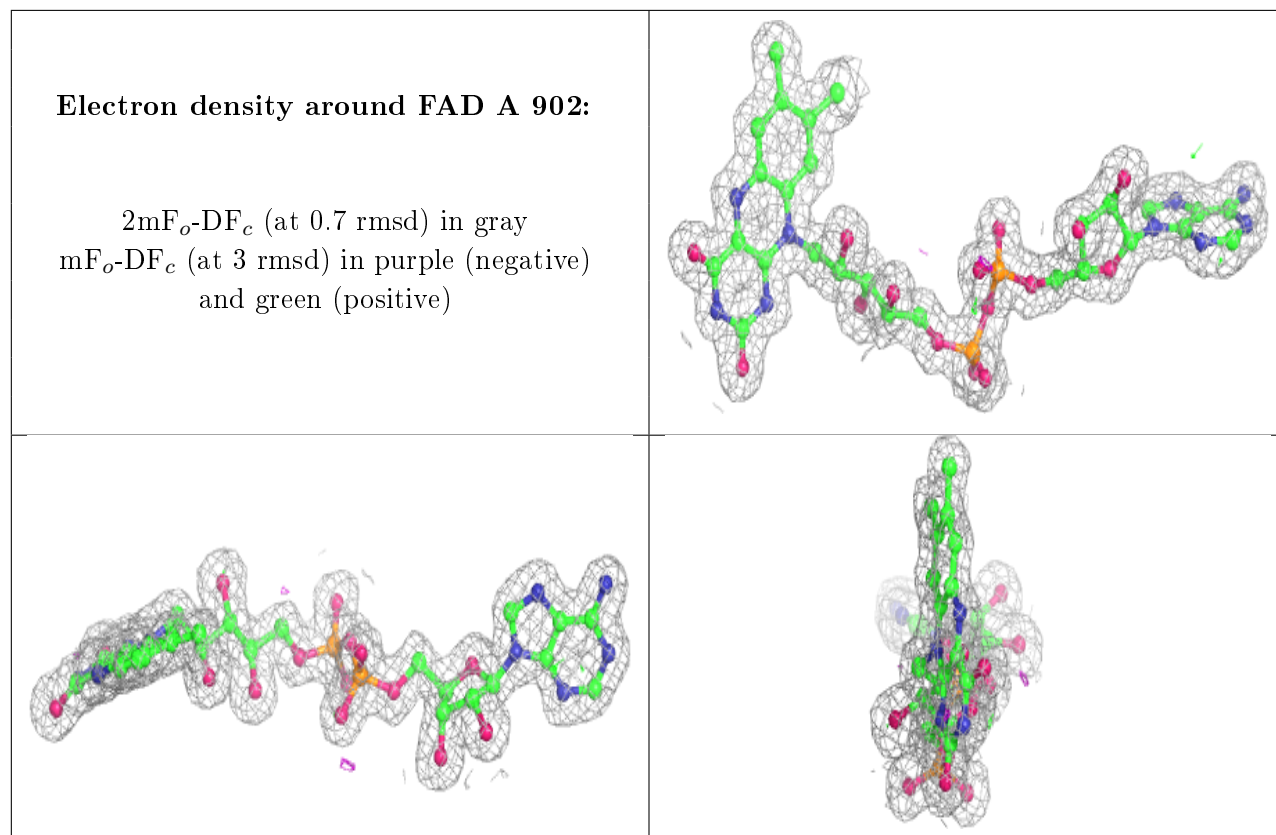 Electron density around FAD A 902:
2mFo-DFc (at 0.7 rmsd) in gray
mFo-DFc (at 3 rmsd) in purple (negative)
and green (positive)